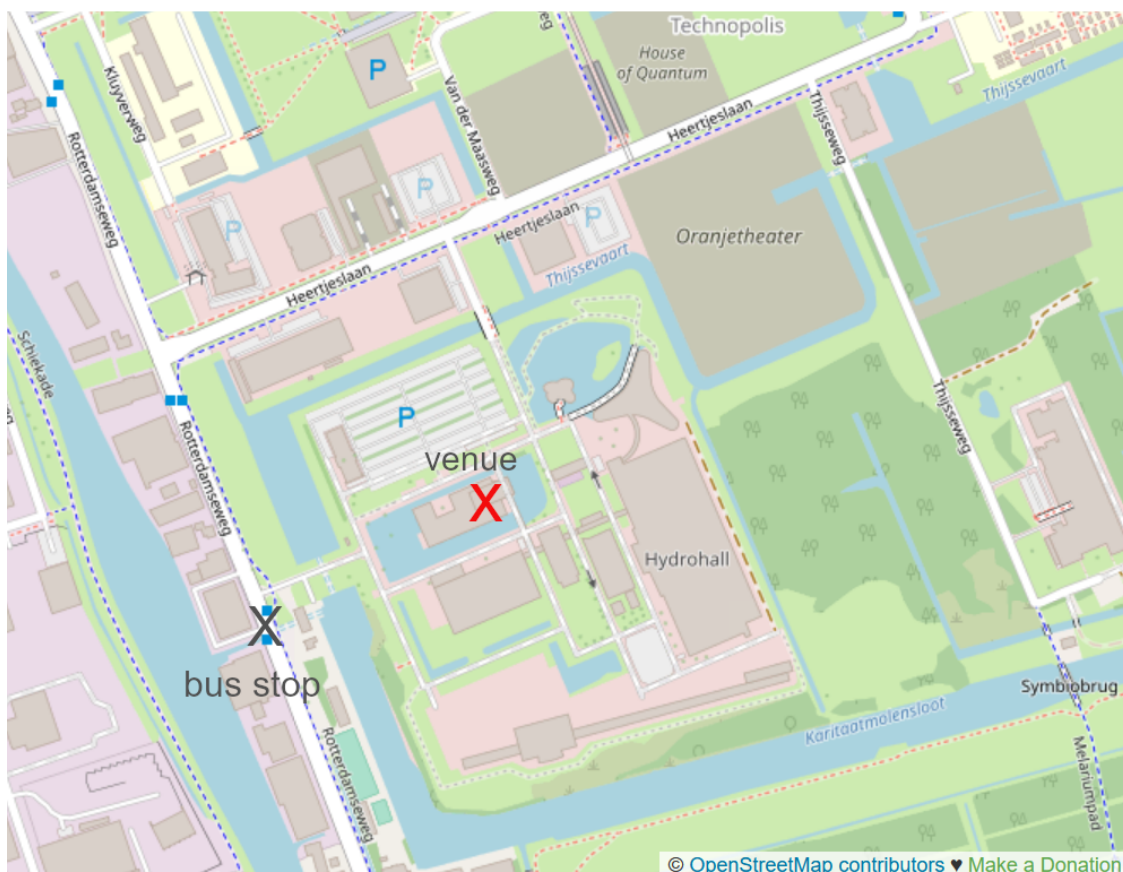 Technopolis
House
of Quantum
P
Kluyverweg
Van der Maasweg
Thijssevaart
Rotterdamseweg
Heertjeslaan
Thijsseweg
P
P
Heertjeslaan
P
Oranjetheater
Thijssevaart
Heertjeslaan
Schiekade
P
Thijsseweg
venue
X
Rotterdamseweg
Hydrohall
X
bus stop
Symbiobrug
Karitaatmolensloot
Rotterdamseweg
Melariumpad
© OpenStreetMap contributors ♥ Make a Donation